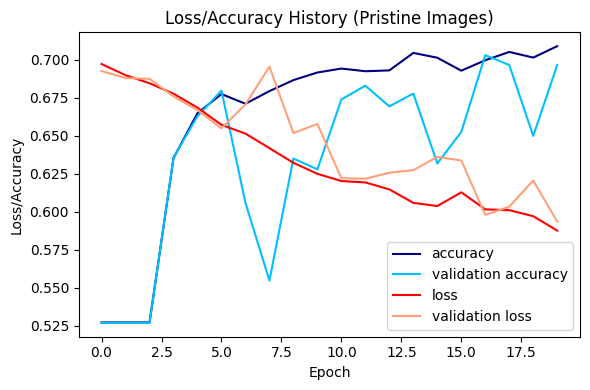 Loss/Accuracy History (Pristine Images)
Loss/Accuracy
0.700
0.675
0.650
0.625
0.600
0.575
0.550
0.525
accuracy
validation accuracy
loss
validation loss
0.0 2.5 5.0 7.5 10.0 12.5 15.0 17.5
Epoch